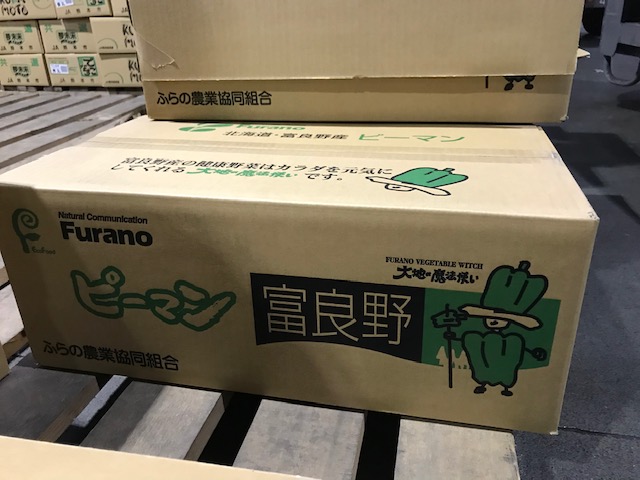 ふらの農業協同組合
Furano
北海道・富良野産 ピーマン
富良野産の健康野菜はカラダを元気に
してくれる 大地の魔法使い です。
Natural Communication
Furano
ピーマン
富良野
FURANO VEGETABLE WITCH
大地の魔法使い
ふらの農業協同組合